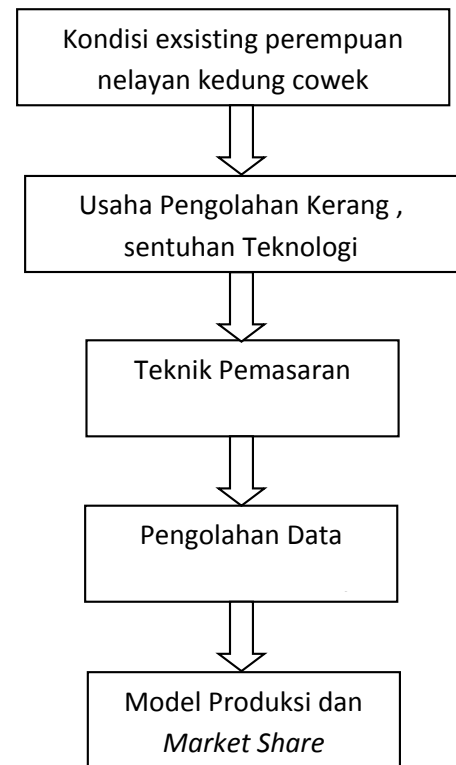 Kondisi exsisting perempuan
nelayan kedung cowek
Usaha Pengolahan Kerang ,
sentuhan Teknologi
Teknik Pemasaran
Pengolahan Data
Model Produksi dan
Market Share